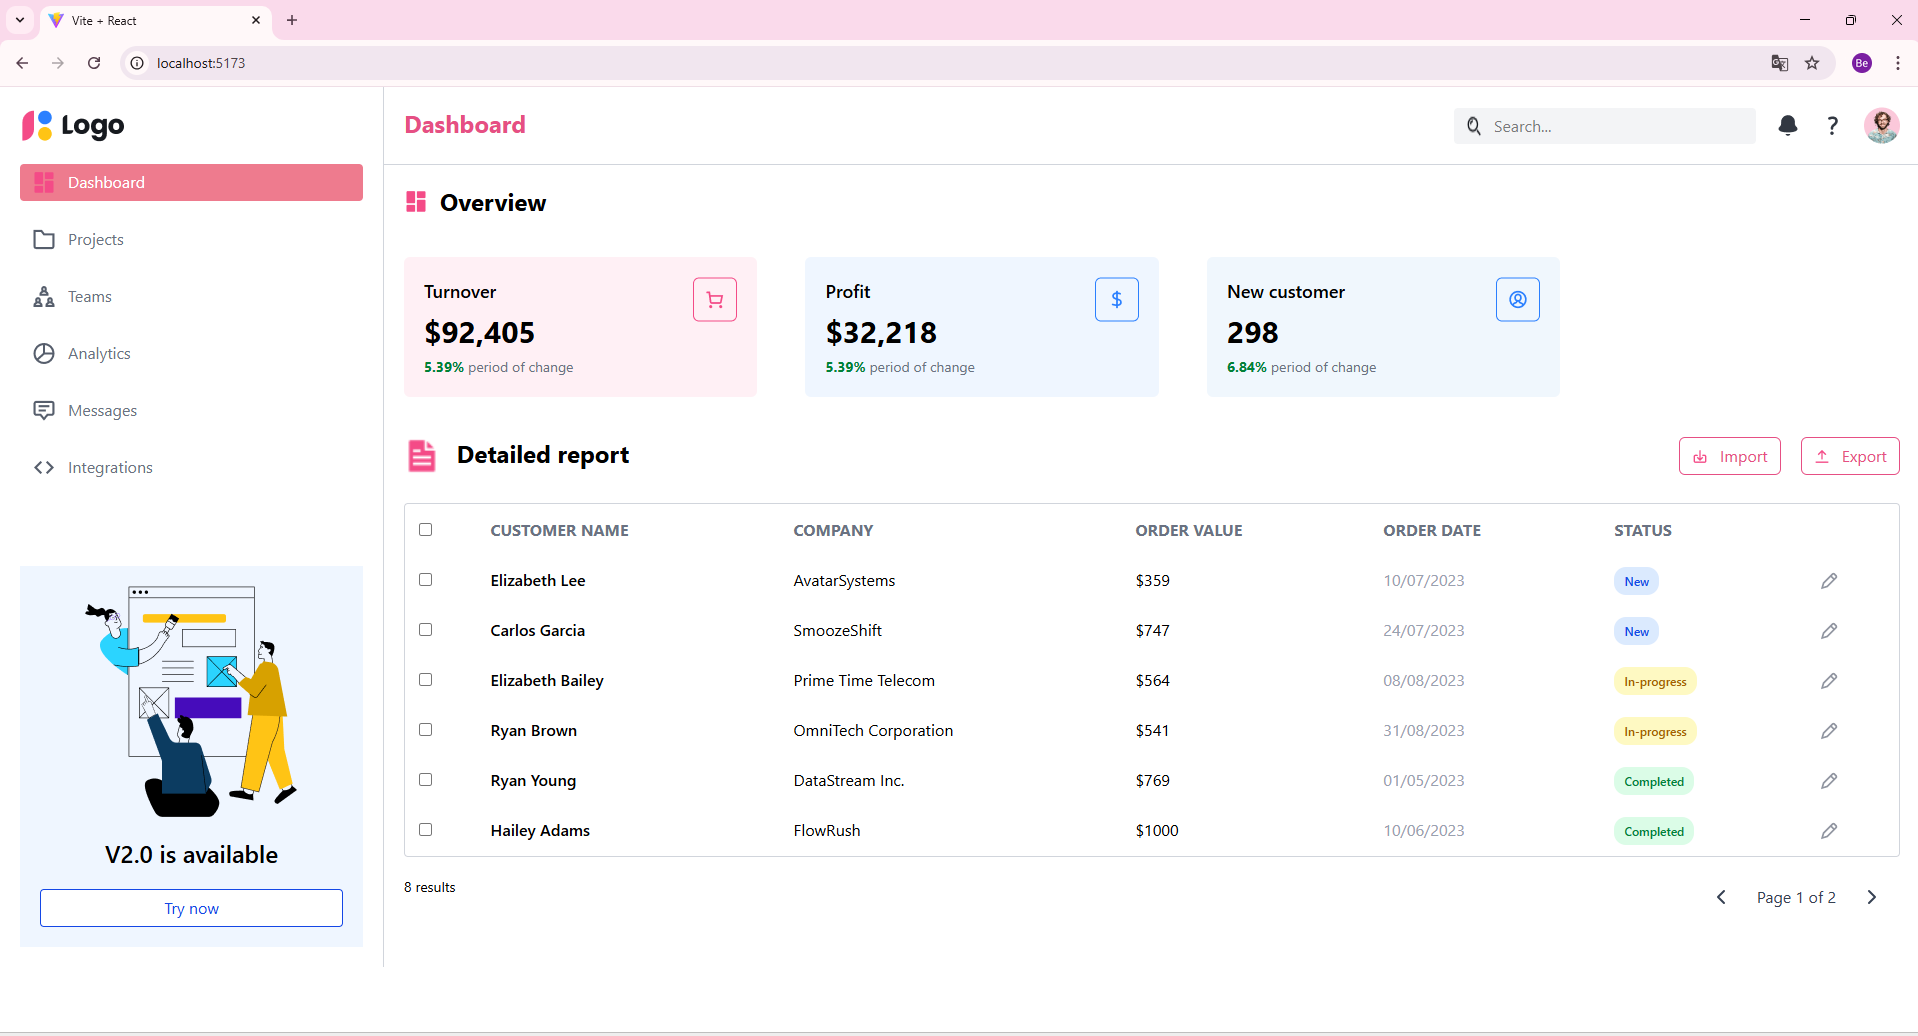 Vite + React
localhost:5173
Be
Logo
Dashboard
Search...
?
Dashboard
Projects
Teams
Analytics
Messages
Integrations
V2.0 is available
Try now
Overview
Turnover
$92,405
5.39% period of change
Profit
$
$32,218
5.39% period of change
New customer
298
6.84% period of change
Detailed report
Import
Export
CUSTOMER NAME COMPANY ORDER VALUE ORDER DATE STATUS
Elizabeth Lee AvatarSystems $359 10/07/2023 New
Carlos Garcia SmoozeShift $747 24/07/2023 New
Elizabeth Bailey Prime Time Telecom $564 08/08/2023 In-progress
Ryan Brown OmniTech Corporation $541 31/08/2023 In-progress
Ryan Young DataStream Inc. $769 01/05/2023 Completed
Hailey Adams FlowRush $1000 10/06/2023 Completed
8 results
Page 1 of 2